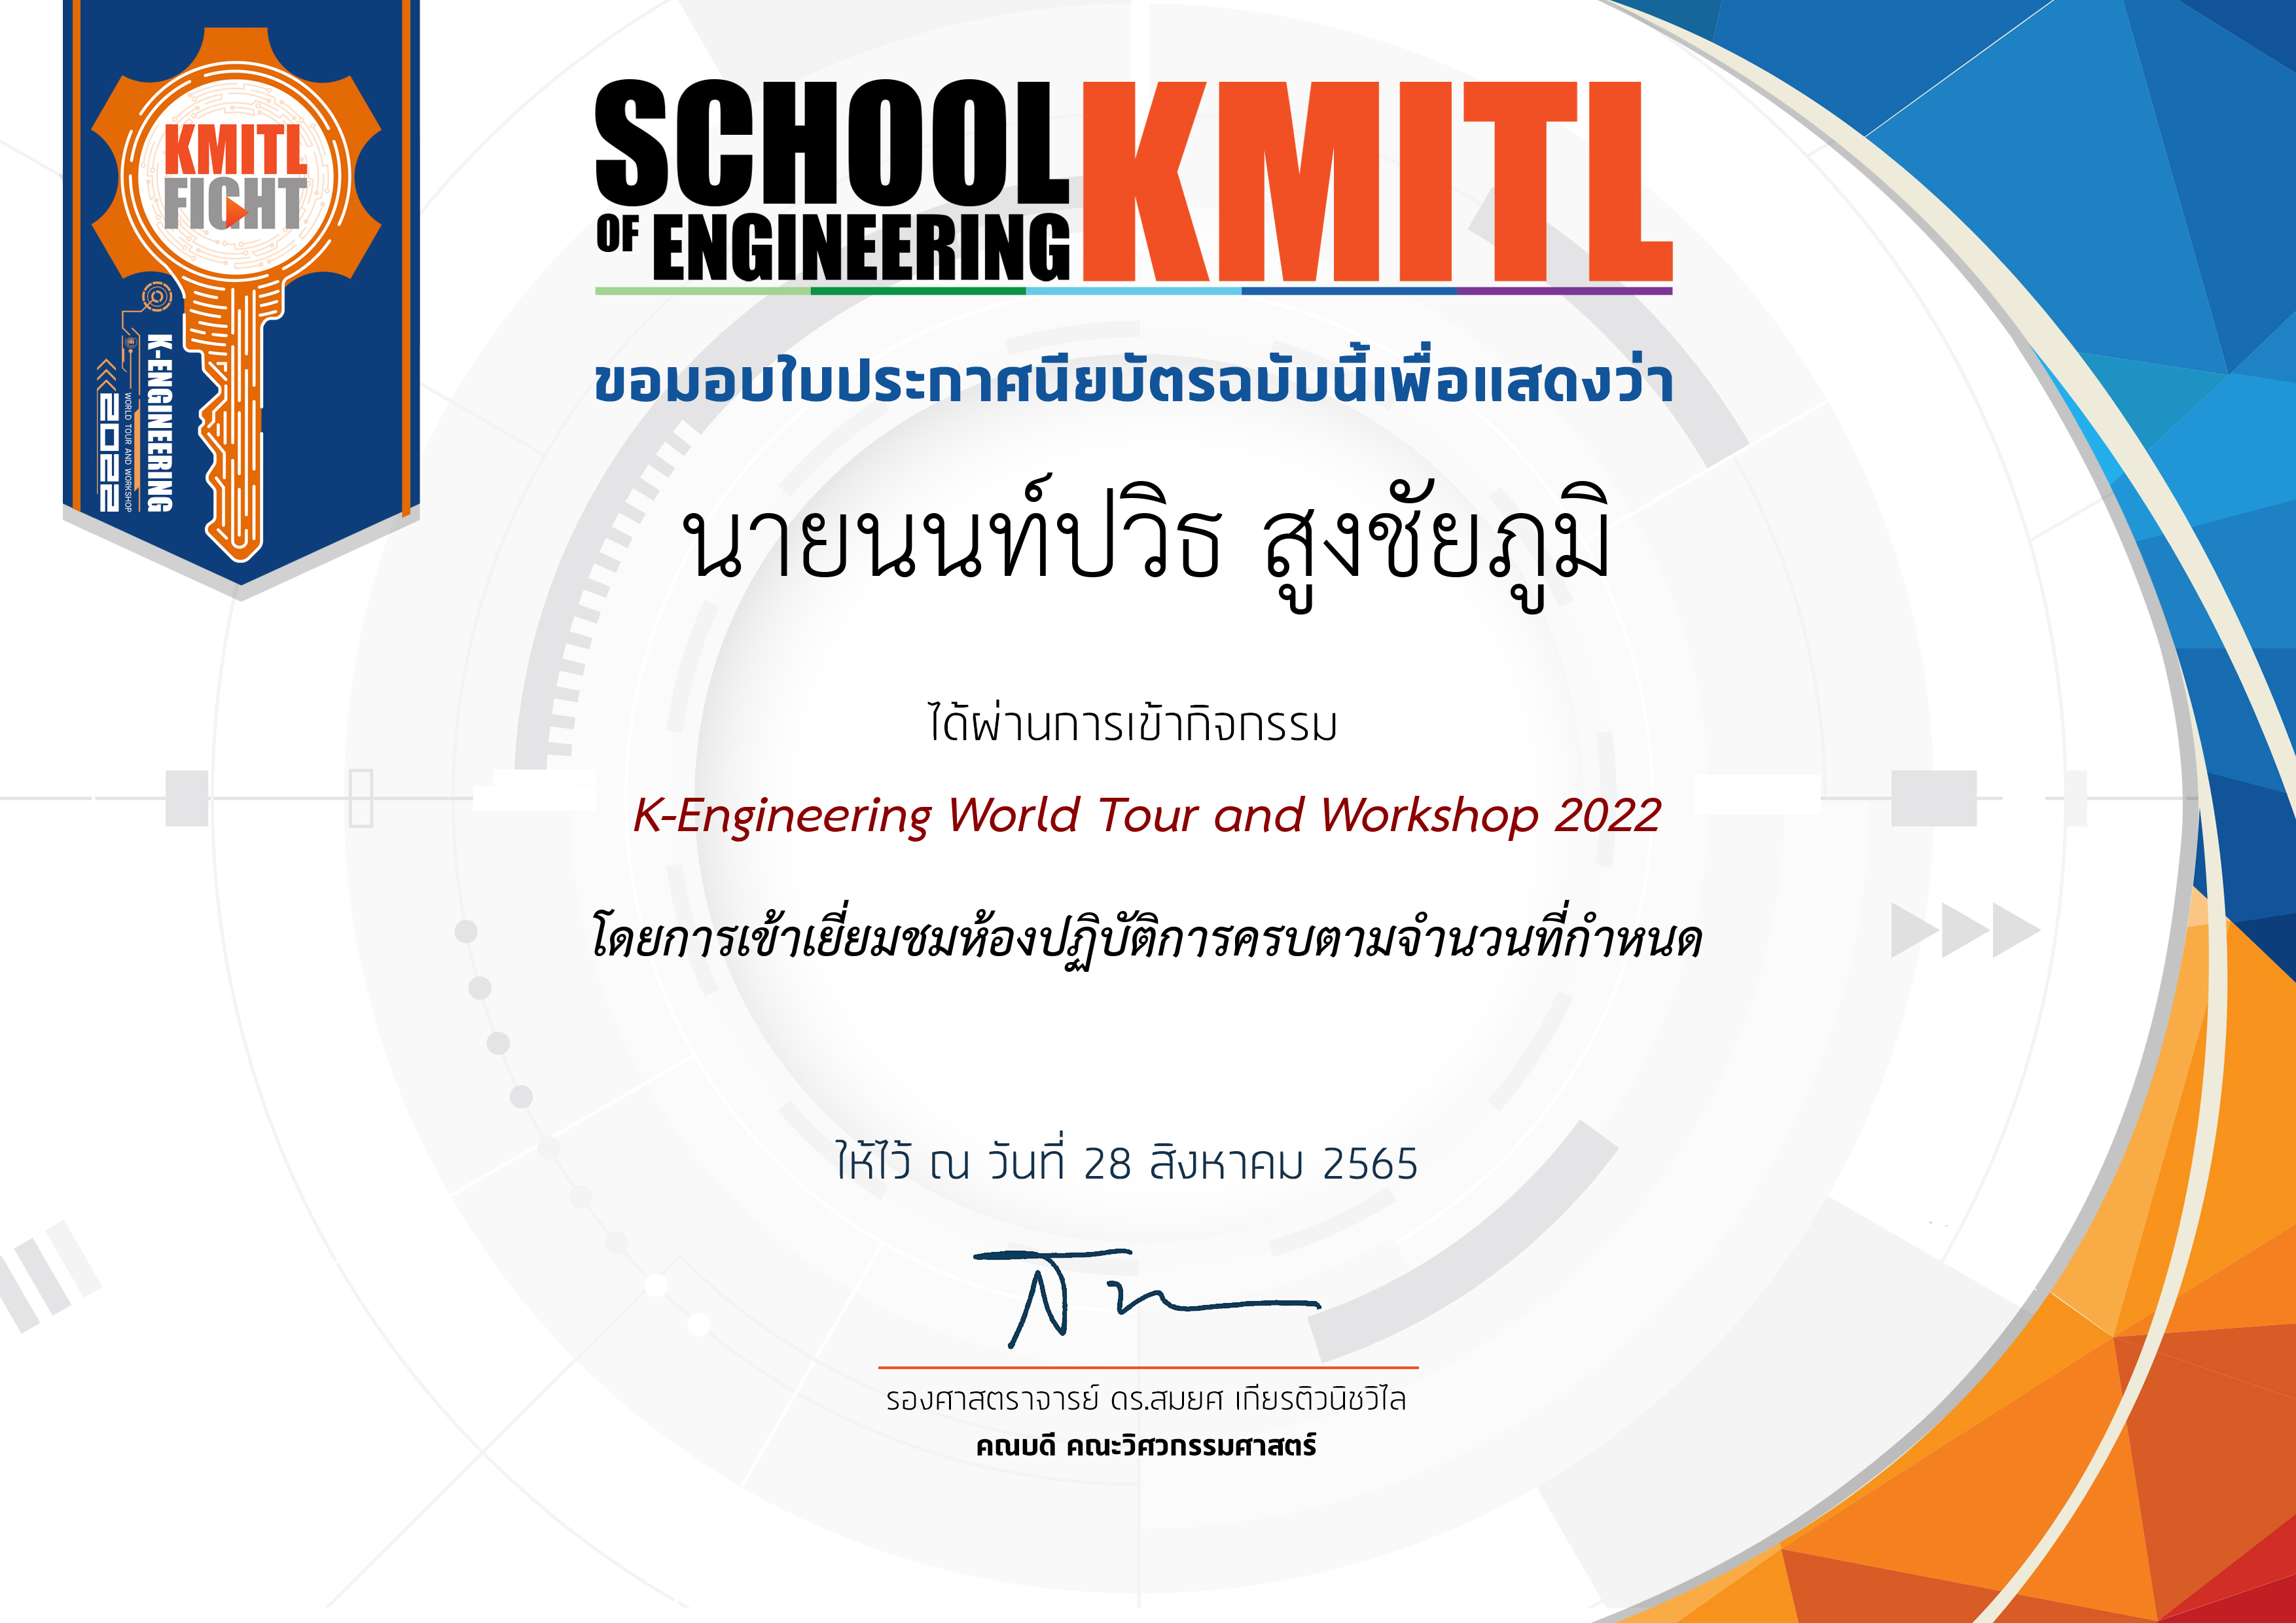 KMITL
FIGHT
K-ENGINEERING
WORLD TOUR AND WORKSHOP
2022
SCHOOL
OF ENGINEERING
KMITL
ขอมอบใบประกาศนียบัตรฉบับนี้เพื่อแสดงว่า
นายนนท์ปวิธ สูงชัยภูมิ
ได้ผ่านการเข้ากิจกรรม
K-Engineering World Tour and Workshop 2022
โดยการเข้าเยี่ยมชมห้องปฏิบัติการครบตามจำนวนที่กำหนด
ให้ไว้ ณ วันที่ 28 สิงหาคม 2565
รองศาสตราจารย์ ดร.สมยศ เกียรติวนิชวิไล
คณบดี คณะวิศวกรรมศาสตร์